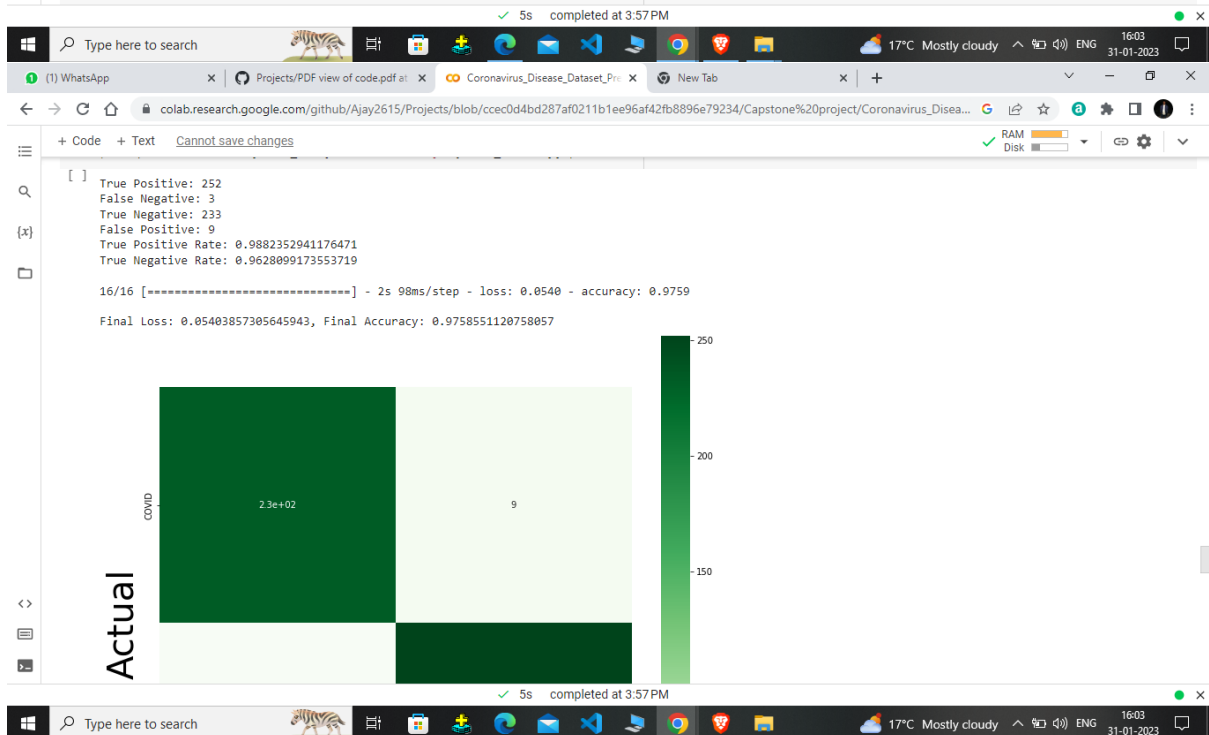 5s completed at 3:57 PM
Type here to search
17°C Mostly cloudy
ENG
16:03
31-01-2023
(1) WhatsApp
Projects/PDF view of code.pdf at
Coronavirus_Disease_Dataset_Pre
New Tab
colab.research.google.com/github/Ajay2615/Projects/blob/ccec0d4bd287af0211b1ee96af42fb8896e79234/Capstone%20project/Coronavirus_Disea...
+ Code + Text Cannot save changes
RAM
Disk
[ ]
True Positive: 252
False Negative: 3
True Negative: 233
False Positive: 9
True Positive Rate: 0.9882352941176471
True Negative Rate: 0.9628099173553719
16/16 [==============================] - 2s 98ms/step - loss: 0.0540 - accuracy: 0.9759
Final Loss: 0.05403857305645943, Final Accuracy: 0.9758551120758057
250
200
150
COVID
2.3e+02
9
Actual
{x}
5s completed at 3:57 PM
Type here to search
17°C Mostly cloudy
ENG
16:03
31-01-2023